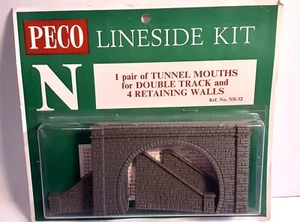 PECO LINESIDE KIT
N
1 pair of TUNNEL MOUTHS
for DOUBLE TRACK and
4 RETAINING WALLS
Ref. No. NB-32